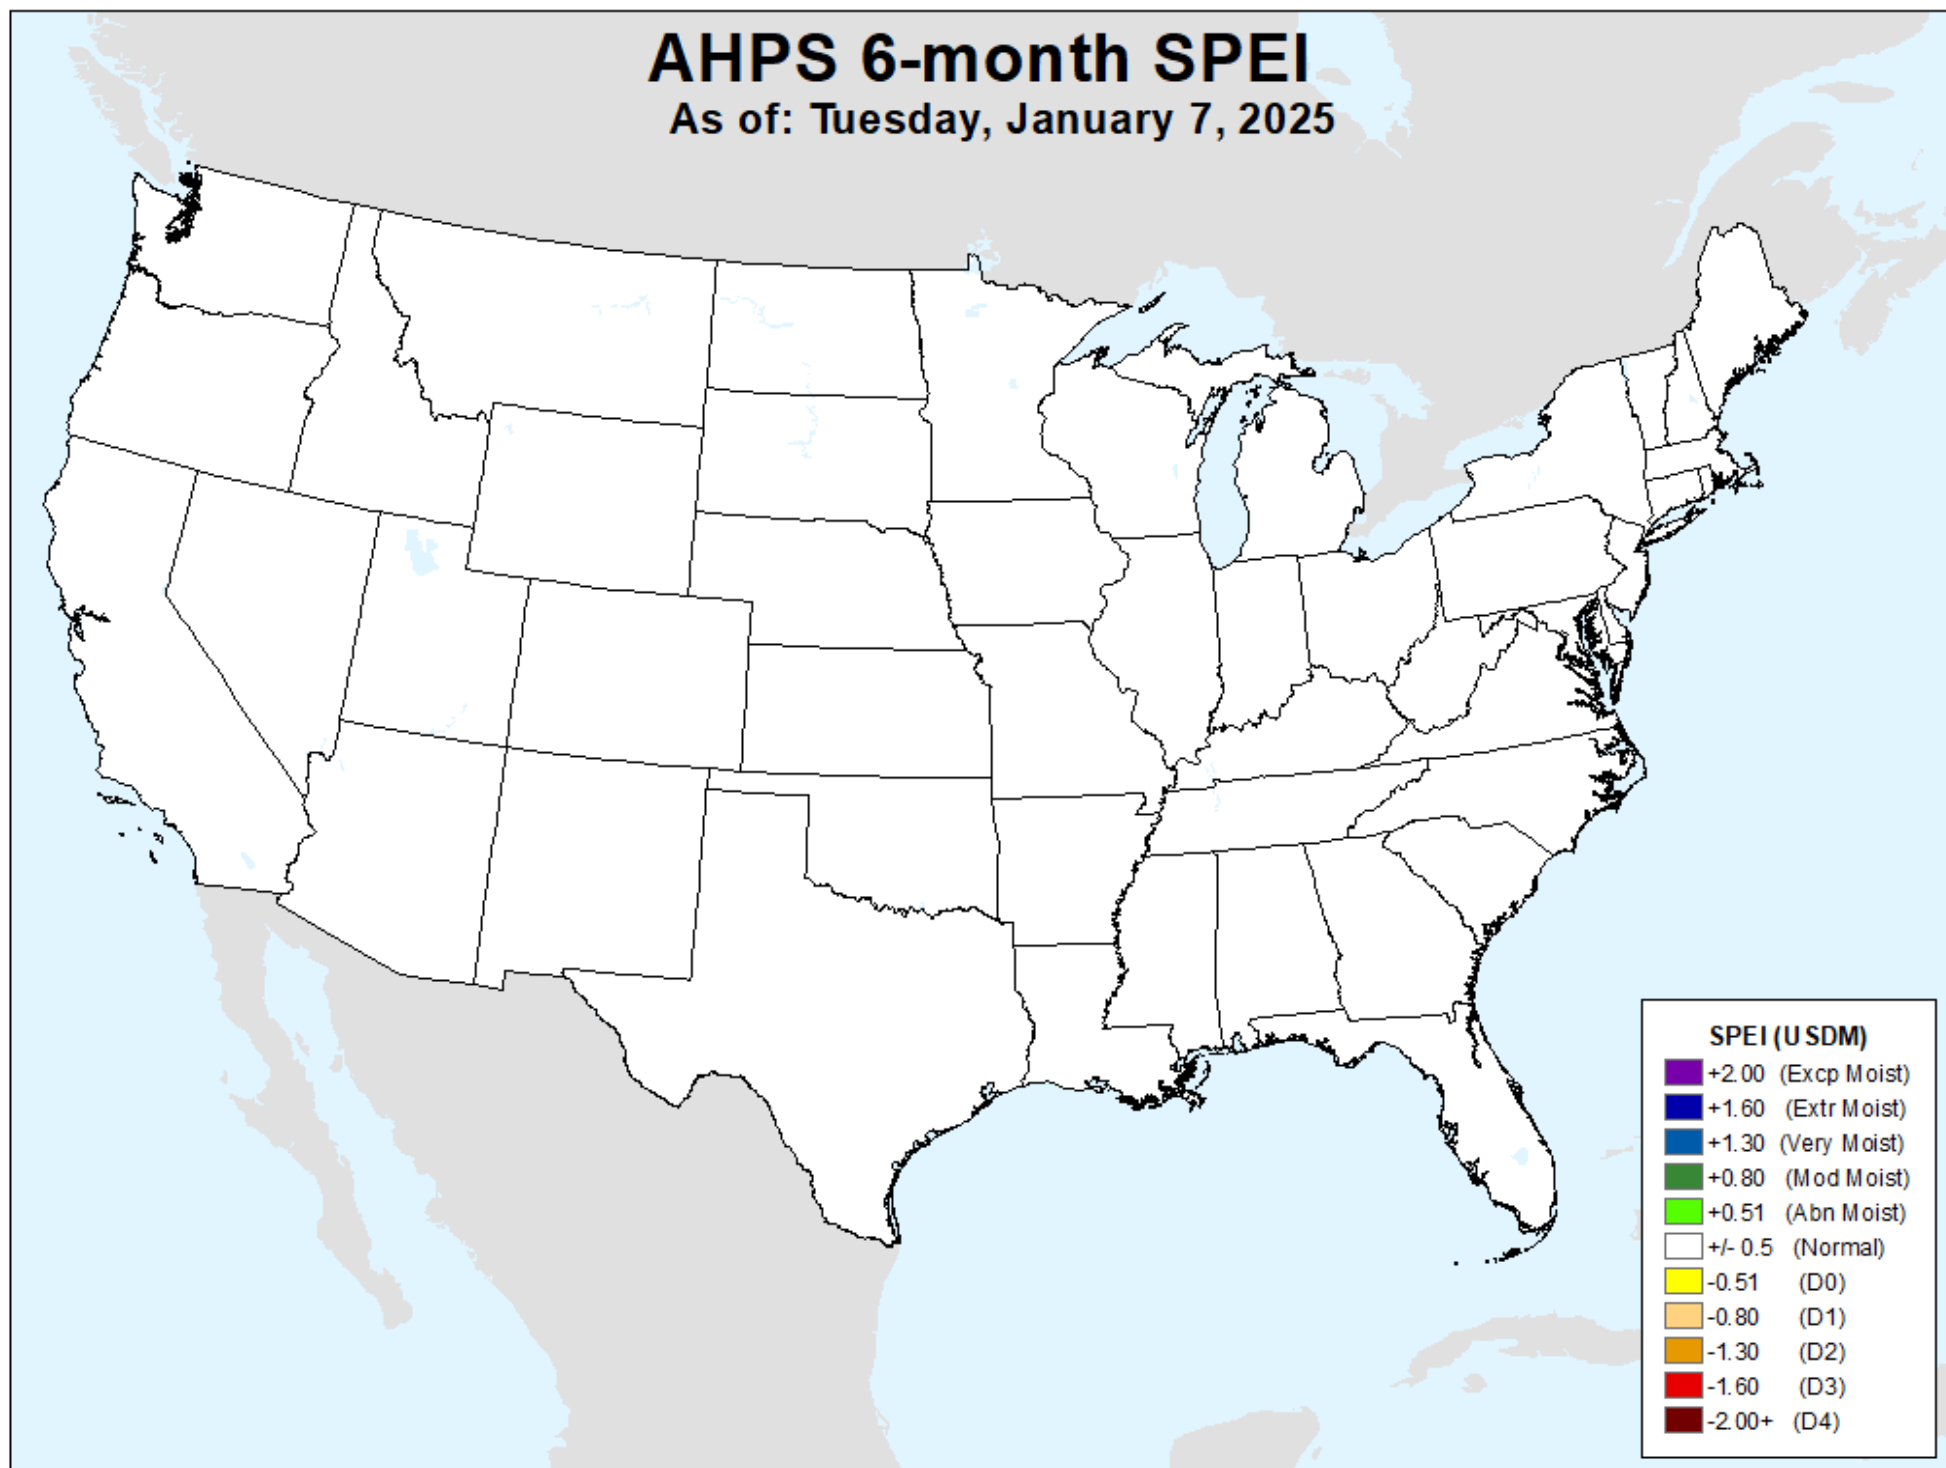 AHPS 6-month SPEI
As of: Tuesday, January 7, 2025
SPEI (USDM)
+2.00 (Excp Moist)
+1.60 (Extr Moist)
+1.30 (Very Moist)
+0.80 (Mod Moist)
+0.51 (Abn Moist)
+/- 0.5 (Normal)
-0.51 (D0)
-0.80 (D1)
-1.30 (D2)
-1.60 (D3)
-2.00+ (D4)